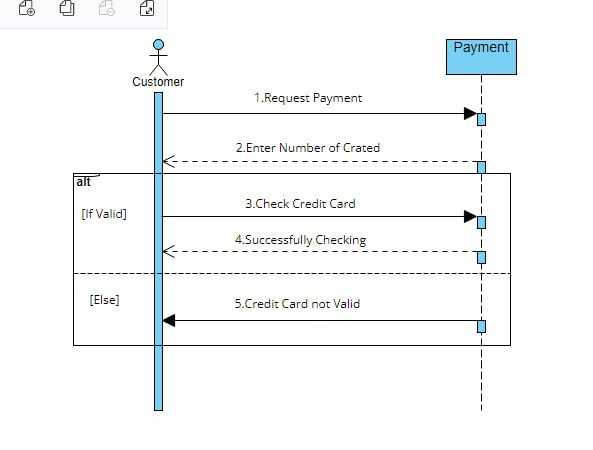 Payment
Customer
1.Request Payment
2.Enter Number of Crated
alt
3.Check Credit Card
[If Valid]
4.Successfully Checking
[Else]
5.Credit Card not Valid